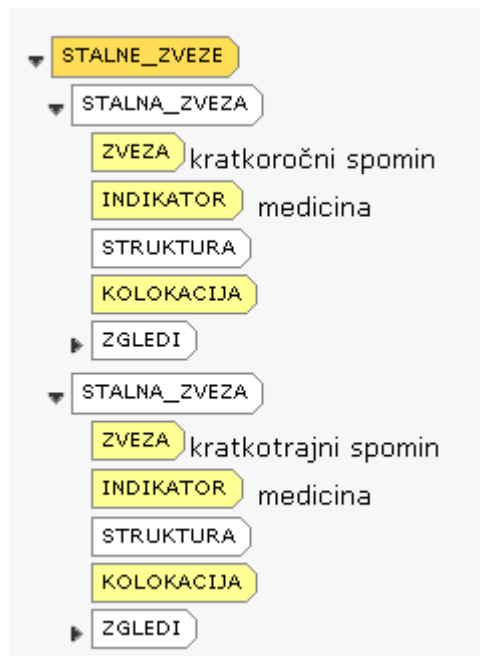 STALNE_ZVEZE
STALNA_ZVEZA
ZVEZA kratkoročni spomin
INDIKATOR medicina
STRUKTURA
KOLOKACIJA
ZGLEDI
STALNA_ZVEZA
ZVEZA kratkotrajni spomin
INDIKATOR medicina
STRUKTURA
KOLOKACIJA
ZGLEDI